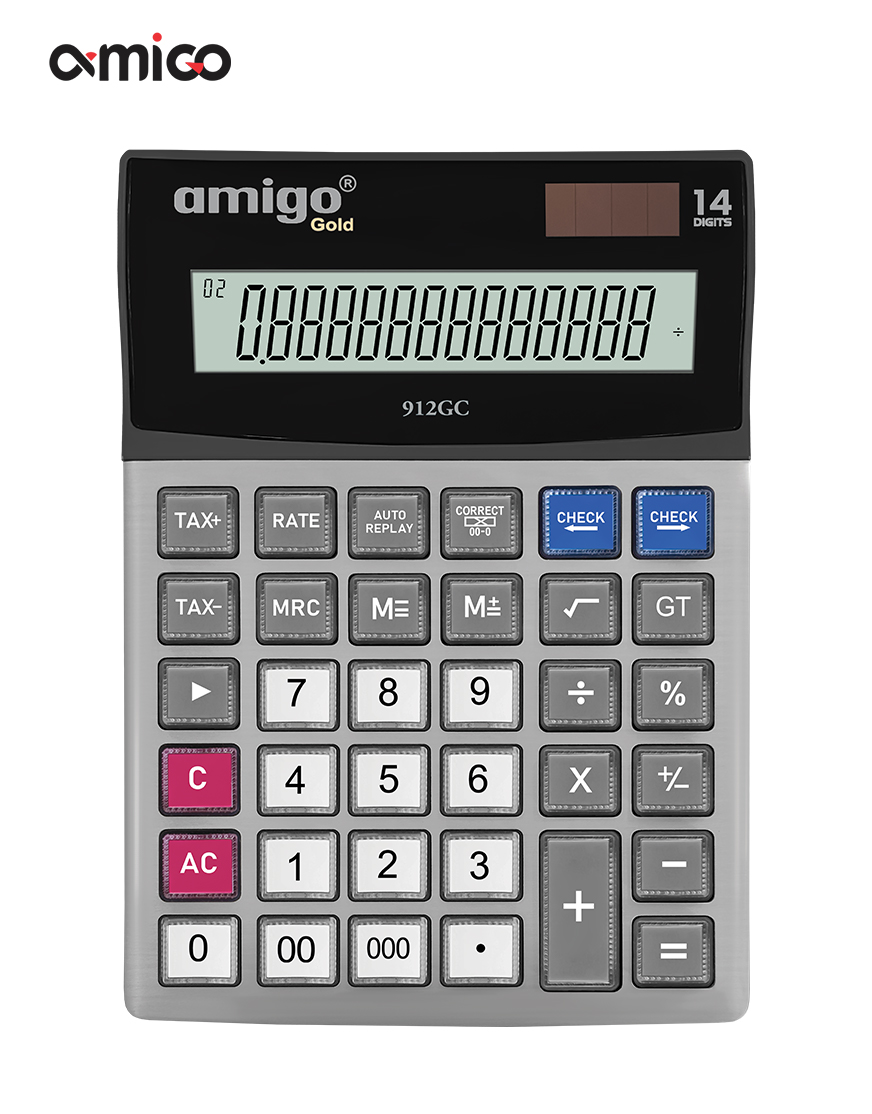 amigo
amigo®
Gold
14
DIGITS
02
0.8888888888888
÷
912GC
TAX+ RATE AUTO REPLAY CORRECT 00→0 CHECK ← CHECK →
TAX− MRC M= M± √ GT
▶ 7 8 9 ÷ %
C 4 5 6 X +/−
AC 1 2 3 + −
0 00 000 • =